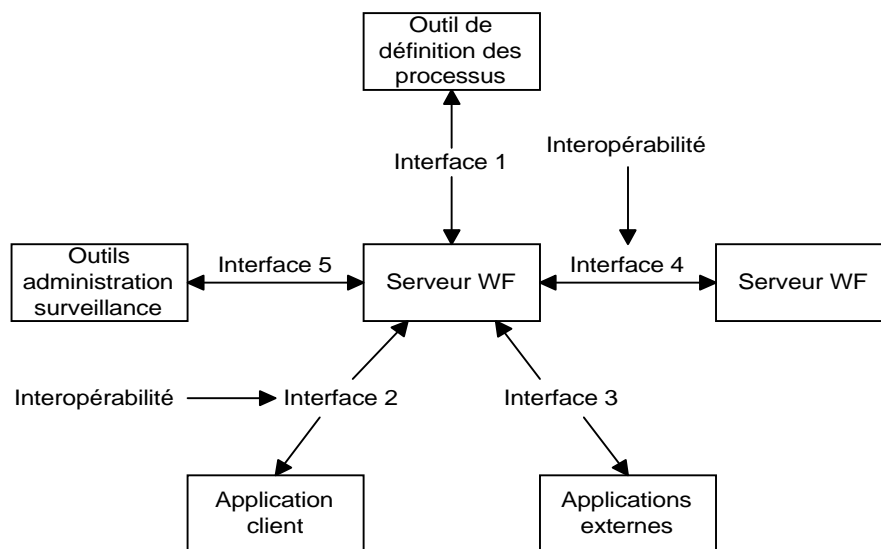 Outil de
définition des
processus
Interopérabilité
Interface 1
Outils
administration
surveillance
Interface 5
Serveur WF
Interface 4
Serveur WF
Interopérabilité
Interface 2
Interface 3
Application
client
Applications
externes